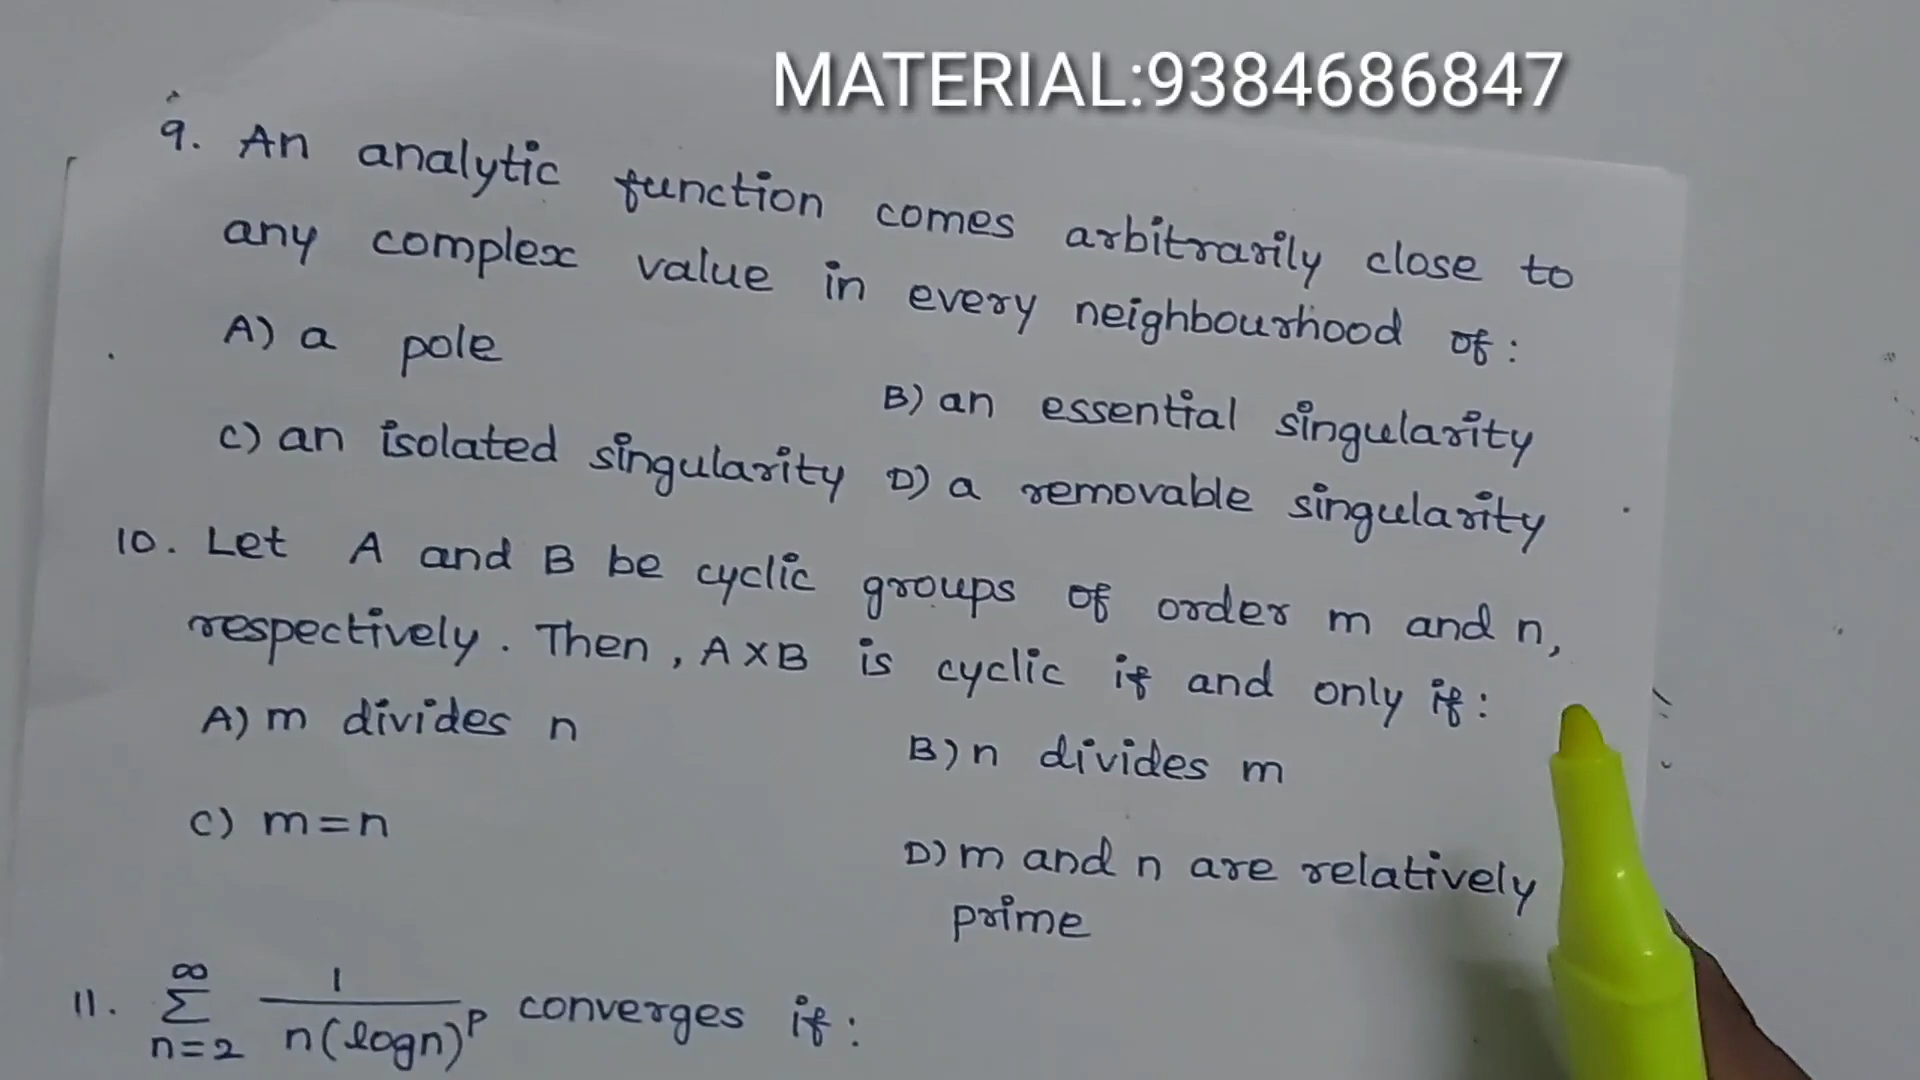 MATERIAL:9384686847
9. An analytic function comes arbitrarily close to
any complex value in every neighbourhood of:
A) a pole
B) an essential singularity
C) an isolated singularity D) a removable singularity
10. Let A and B be cyclic groups of order m and n,
respectively. Then, A×B is cyclic if and only if:
A) m divides n
B) n divides m
C) m=n
D) m and n are relatively
prime
11. ∞ Σ n=2 1 / n(logn)^p converges if: